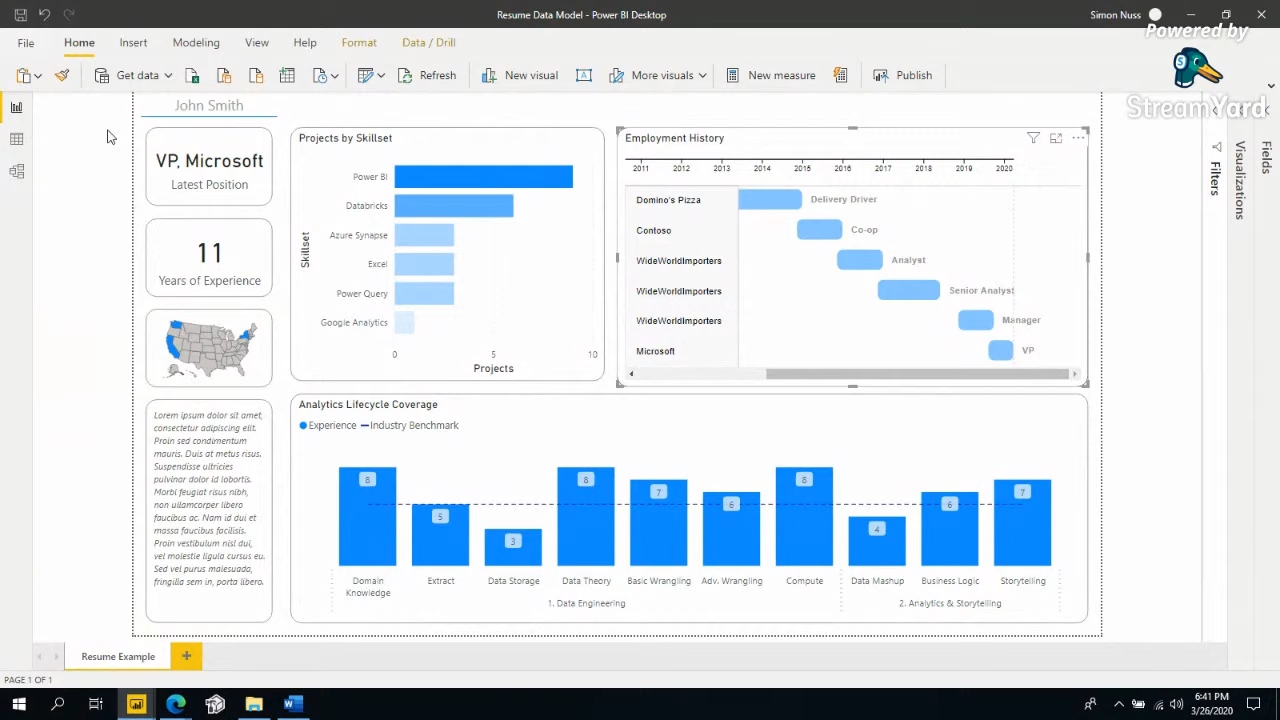 Resume Data Model - Power BI Desktop
Simon Nuss
Powered by
StreamYard
File
Home
Insert
Modeling
View
Help
Format
Data / Drill
Get data
Refresh
New visual
More visuals
New measure
Publish
John Smith
VP, Microsoft
Latest Position
11
Years of Experience
Lorem ipsum dolor sit amet,
consectetur adipiscing elit.
Proin sed condimentum
mauris. Duis at metus risus.
Suspendisse ultricies
pulvinar dolor id lobortis.
Morbi feugiat risus nibh,
non ullamcorper libero
faucibus ac. Nam id dui et
massa faucibus facilisis.
Proin vestibulum nisl dui,
vel molestie ligula cursus eu.
Sed vel purus malesuada,
fringilla sem in, porta libero.
Projects by Skillset
Skillset
Power BI
Databricks
Azure Synapse
Excel
Power Query
Google Analytics
0 5 10
Projects
Employment History
2011 2012 2013 2014 2015 2016 2017 2018 2019 2020
Domino's Pizza Delivery Driver
Contoso Co-op
WideWorldImporters Analyst
WideWorldImporters Senior Analyst
WideWorldImporters Manager
Microsoft VP
Analytics Lifecycle Coverage
Experience Industry Benchmark
8 5 3 8 7 6 8 4 6 7
Domain Knowledge
Extract
Data Storage
Data Theory
Basic Wrangling
Adv. Wrangling
Compute
Data Mashup
Business Logic
Storytelling
1. Data Engineering
2. Analytics & Storytelling
Filters
Visualizations
Fields
Resume Example
PAGE 1 OF 1
6:41 PM
3/26/2020